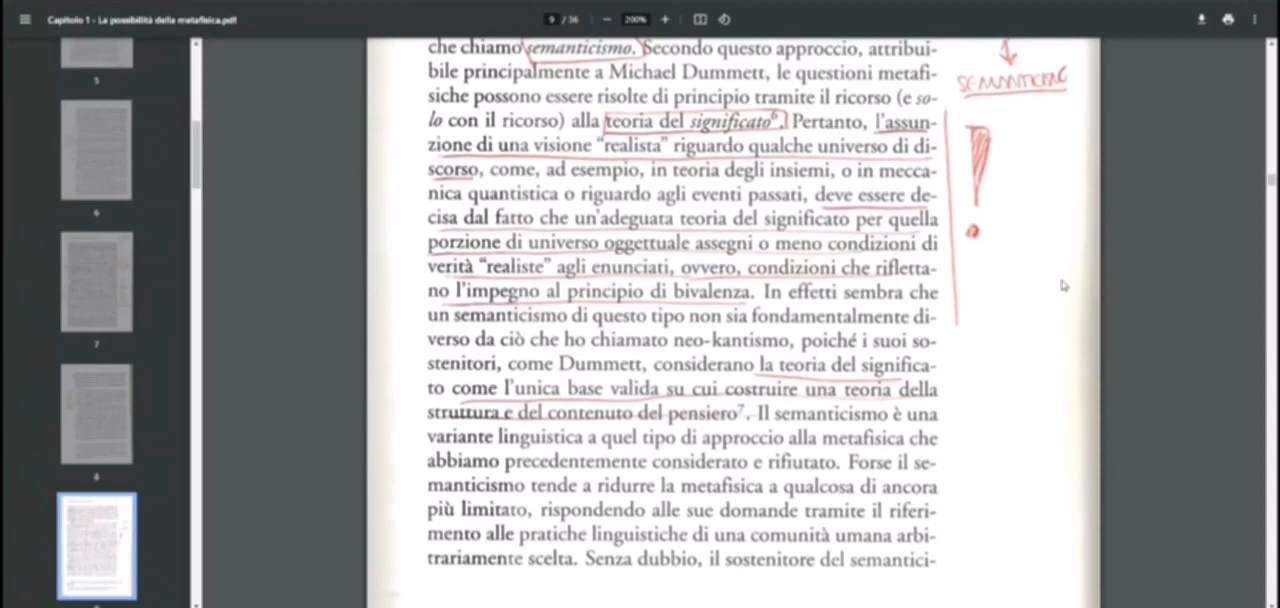 Capitolo 1 - La possibilità della metafisica.pdf
9 / 36
200%
che chiamo semanticismo. Secondo questo approccio, attribui-
bile principalmente a Michael Dummett, le questioni metafi-
siche possono essere risolte di principio tramite il ricorso (e so-
lo con il ricorso) alla teoria del significato6. Pertanto, l'assun-
zione di una visione "realista" riguardo qualche universo di di-
scorso, come, ad esempio, in teoria degli insiemi, o in mecca-
nica quantistica o riguardo agli eventi passati, deve essere de-
cisa dal fatto che un'adeguata teoria del significato per quella
porzione di universo oggettuale assegni o meno condizioni di
verità "realiste" agli enunciati, ovvero, condizioni che rifletta-
no l'impegno al principio di bivalenza. In effetti sembra che
un semanticismo di questo tipo non sia fondamentalmente di-
verso da ciò che ho chiamato neo-kantismo, poiché i suoi so-
stenitori, come Dummett, considerano la teoria del significa-
to come l'unica base valida su cui costruire una teoria della
struttura e del contenuto del pensiero7. Il semanticismo è una
variante linguistica a quel tipo di approccio alla metafisica che
abbiamo precedentemente considerato e rifiutato. Forse il se-
manticismo tende a ridurre la metafisica a qualcosa di ancora
più limitato, rispondendo alle sue domande tramite il riferi-
mento alle pratiche linguistiche di una comunità umana arbi-
trariamente scelta. Senza dubbio, il sostenitore del semantici-
!
5
6
7
8